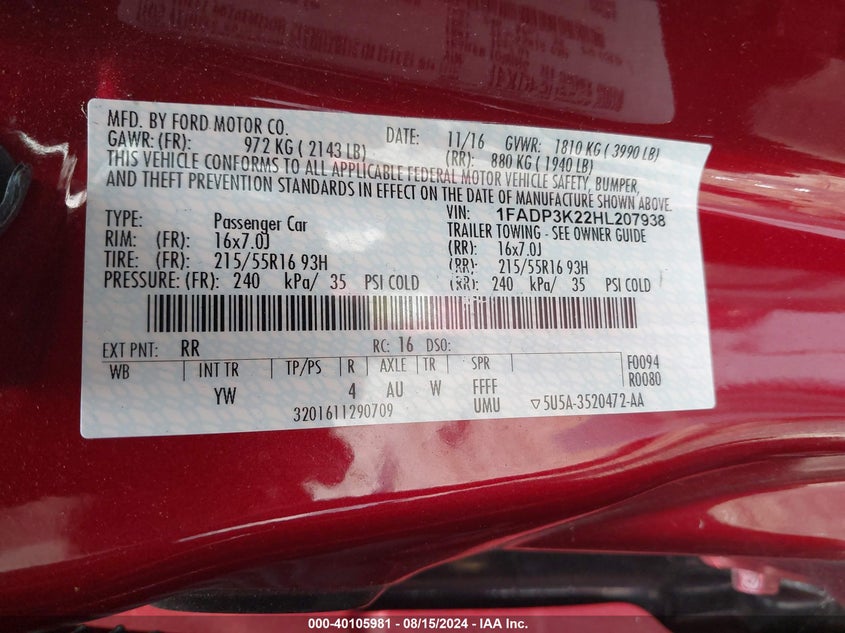 MFD. BY FORD MOTOR CO.
DATE: 11/16 GVWR: 1810 KG ( 3990 LB)
GAWR: (FR): 972 KG ( 2143 LB) (RR): 880 KG ( 1940 LB)
THIS VEHICLE CONFORMS TO ALL APPLICABLE FEDERAL MOTOR VEHICLE SAFETY, BUMPER,
AND THEFT PREVENTION STANDARDS IN EFFECT ON THE DATE OF MANUFACTURE SHOWN ABOVE.
VIN: 1FADP3K22HL207938
TYPE: Passenger Car TRAILER TOWING - SEE OWNER GUIDE
RIM: (FR): 16x7.0J (RR): 16x7.0J
TIRE: (FR): 215/55R16 93H (RR): 215/55R16 93H
PRESSURE: (FR): 240 kPa/ 35 PSI COLD (RR): 240 kPa/ 35 PSI COLD
EXT PNT: RR RC: 16 DSO:
WB INT TR TP/PS R AXLE TR SPR F0094
YW 4 AU W FFFF R0080
3201611290709 UMU ▽5U5A-3520472-AA
000-40105981 - 08/15/2024 - IAA Inc.